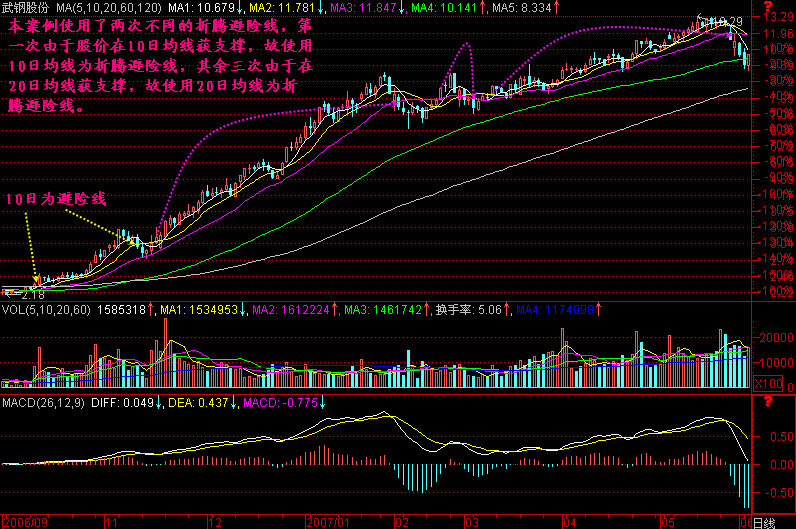 武钢股份 MA(5,10,20,60,120) MA1: 10.679↓, MA2: 11.781↓, MA3: 11.847↓, MA4: 10.141↑, MA5: 8.334↑
本案例使用了两次不同的折腾避险线，第
一次由于股价在10日均线获支撑，故使用
10日均线为折腾避险线，其余三次由于在
20日均线获支撑，故使用20日均线为折
腾避险线。
13.29
11.96
10日为避险线
←2.18
VOL(5,10,20,60) 1585318↑, MA1: 1534953↓, MA2: 1612224↑, MA3: 1461742↑, 换手率: 5.06↑, MA4: 1174098↑
20000
10000
X100
MACD(26,12,9) DIFF: 0.049↓, DEA: 0.437↓, MACD: -0.775↓
0.50
0.00
-0.50
2006/09 11 12 2007/01 02 03 04 05 06 日线